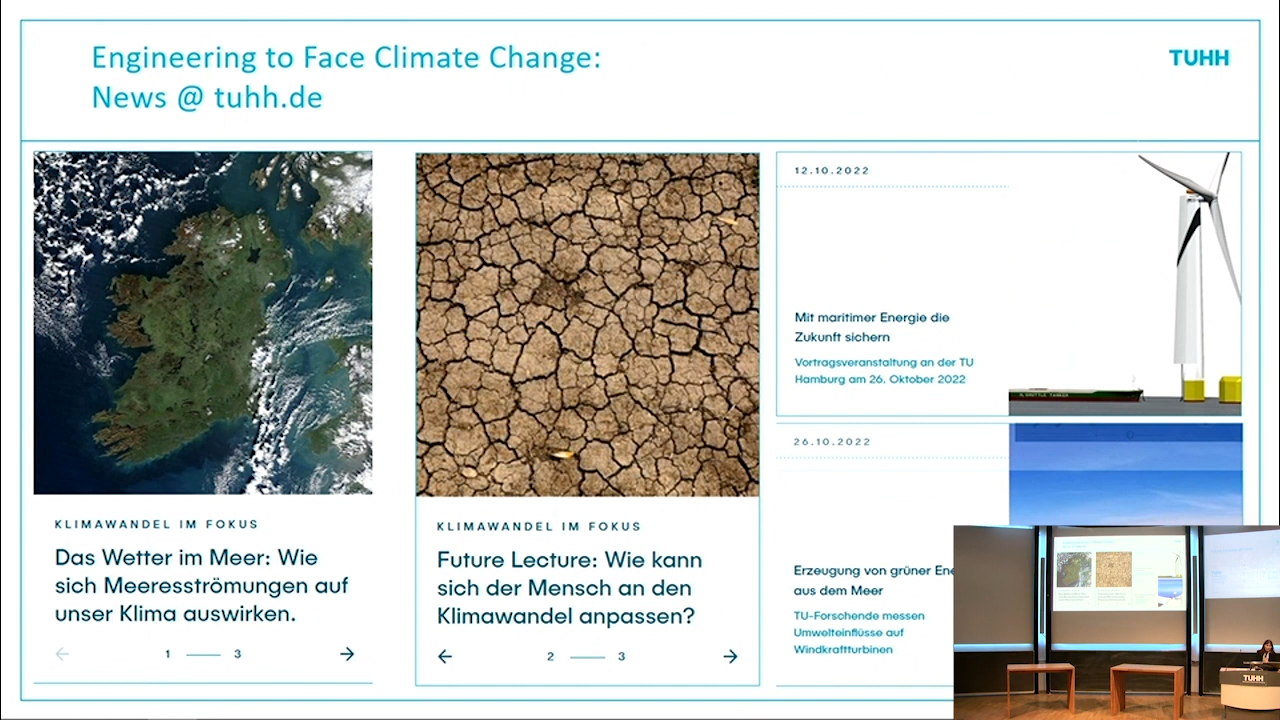 Engineering to Face Climate Change:
News @ tuhh.de
TUHH
KLIMAWANDEL IM FOKUS
Das Wetter im Meer: Wie
sich Meeresströmungen auf
unser Klima auswirken.
1 3
KLIMAWANDEL IM FOKUS
Future Lecture: Wie kann
sich der Mensch an den
Klimawandel anpassen?
2 3
12.10.2022
Mit maritimer Energie die
Zukunft sichern
Vortragsveranstaltung an der TU
Hamburg am 26. Oktober 2022
26.10.2022
Erzeugung von grüner Ene
aus dem Meer
TU-Forschende messen
Umwelteinflüsse auf
Windkraftturbinen
TUHH